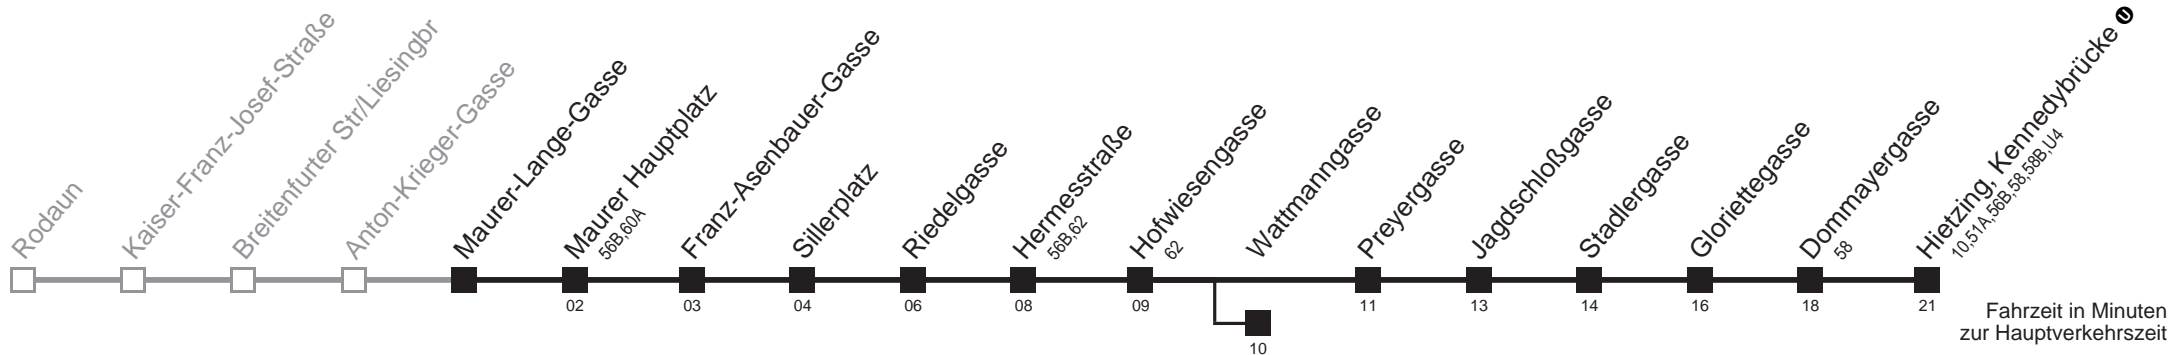 Rodaun
Kaiser-Franz-Josef-Straße
Breitenfurter Str/Liesingbr
Anton-Krieger-Gasse
Maurer-Lange-Gasse
Maurer Hauptplatz
56B,60A
Franz-Asenbauer-Gasse
Sillerplatz
Riedelgasse
Hermesstraße
56B,62
Hofwiesengasse
62
Wattmanngasse
Preyergasse
Jagdschloßgasse
Stadlergasse
Gloriettegasse
Dommayergasse
58
Hietzing, Kennedybrücke U
10,51A,56B,58,58B,U4
02
03
04
06
08
09
10
11
13
14
16
18
21
Fahrzeit in Minuten
zur Hauptverkehrszeit